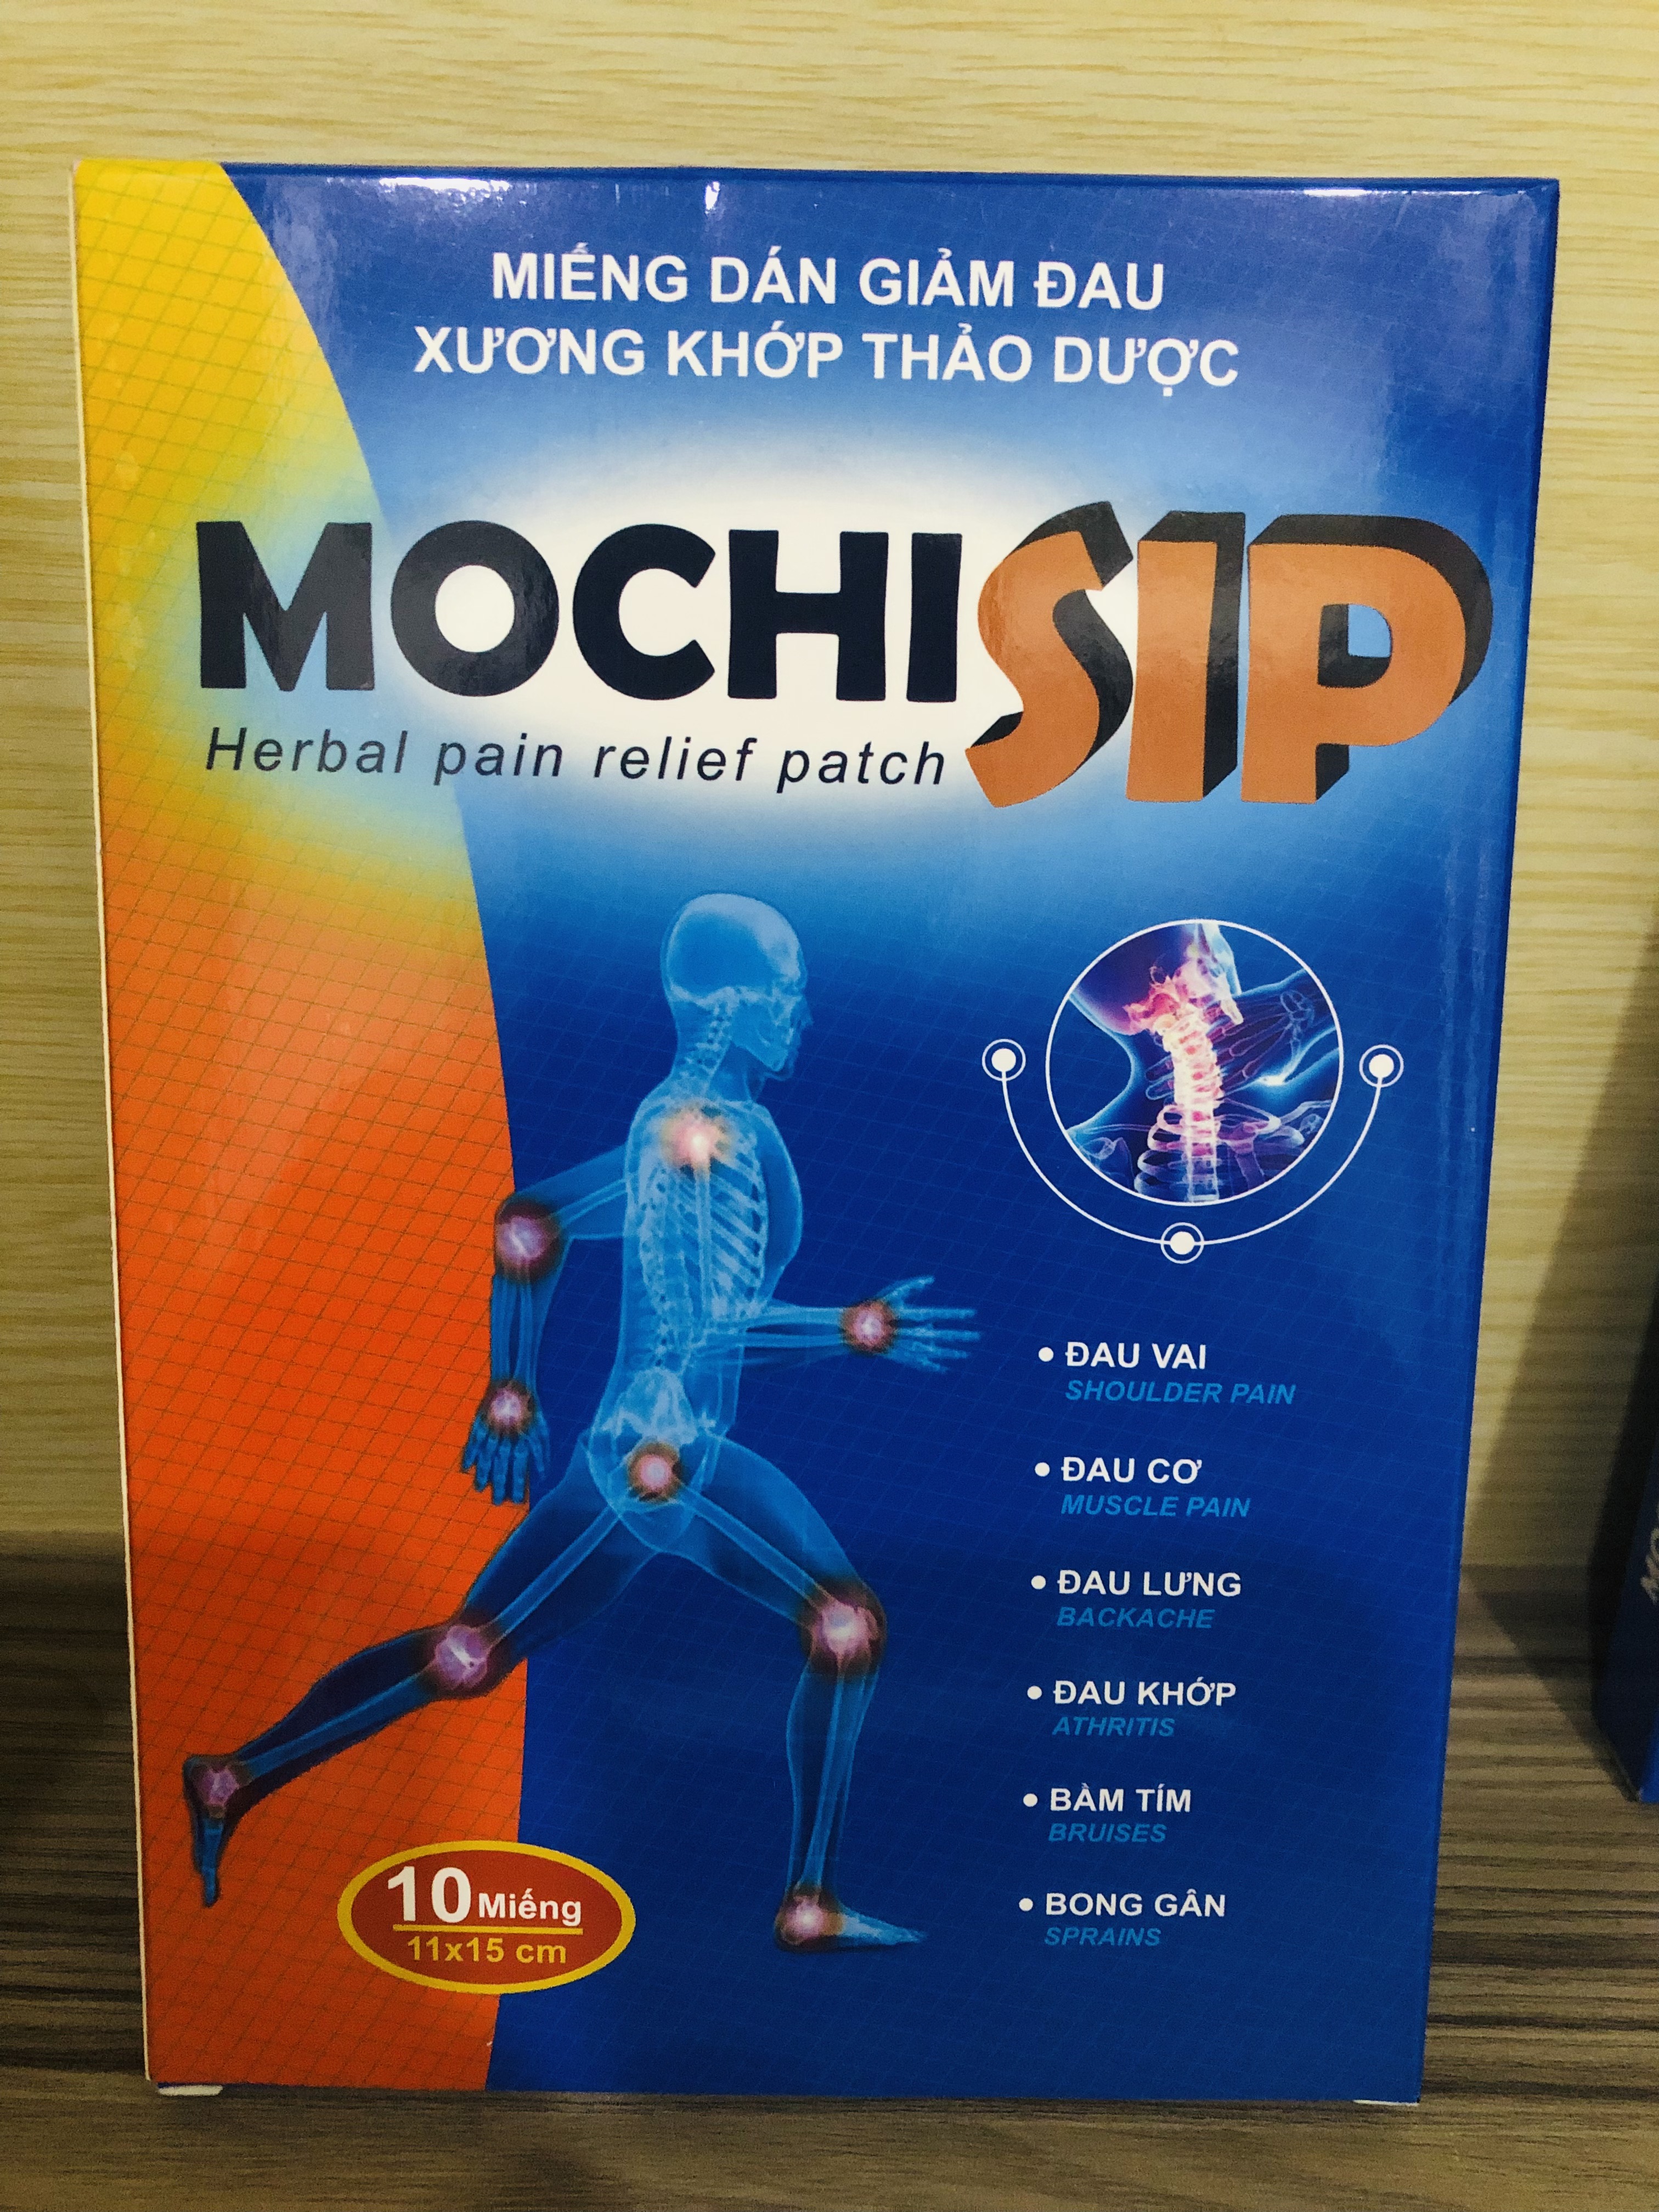 MIẾNG DÁN GIẢM ĐAU
XƯƠNG KHỚP THẢO DƯỢC
MOCHISIP
Herbal pain relief patch
• ĐAU VAI
SHOULDER PAIN
• ĐAU CƠ
MUSCLE PAIN
• ĐAU LƯNG
BACKACHE
• ĐAU KHỚP
ATHRITIS
• BẦM TÍM
BRUISES
• BONG GÂN
SPRAINS
10 Miếng
11x15 cm